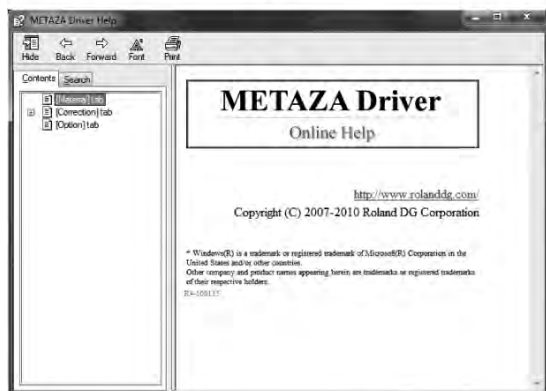 METAZA Driver Help
Hide Back Forward Font Print
Contents Search
[Material] tab
[Correction] tab
[Option] tab
METAZA Driver
Online Help
http://www.rolanddg.com/
Copyright (C) 2007-2010 Roland DG Corporation
* Windows(R) is a trademark or registered trademark of Microsoft(R) Corporation in the
United States and/or other countries.
Other company and product names appearing herein are trademarks or registered trademarks
of their respective holders.